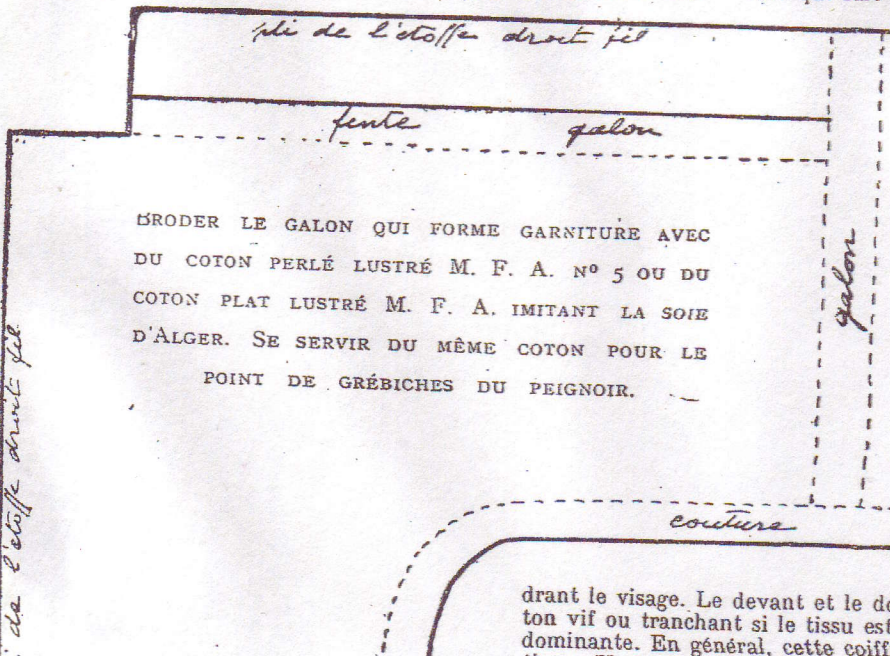 pli de l'étoffe droit fil
fente galon
BRODER LE GALON QUI FORME GARNITURE AVEC
DU COTON PERLÉ LUSTRÉ M. F. A. Nº 5 OU DU
COTON PLAT LUSTRÉ M. F. A. IMITANT LA SOIE
D'ALGER. SE SERVIR DU MÊME COTON POUR LE
POINT DE GRÉBICHES DU PEIGNOIR.
galon
de l'étoffe droit fil
couture
drant le visage. Le devant et le do
ton vif ou tranchant si le tissu est
dominante. En général, cette coiff